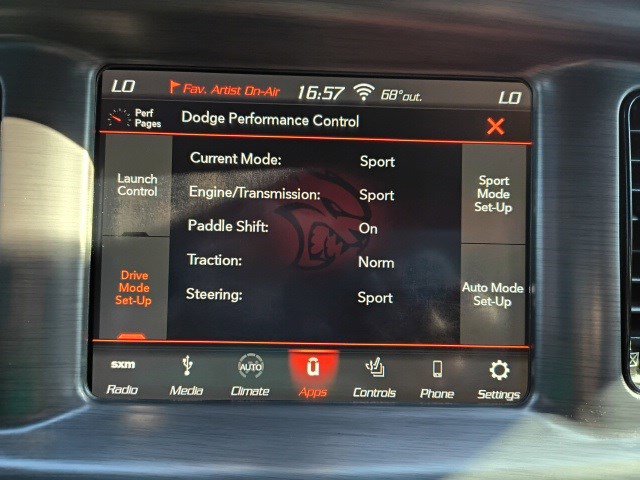 LO
Fav. Artist On-Air
16:57
68°out.
LO
Perf
Pages
Dodge Performance Control
Launch
Control
Drive
Mode
Set-Up
Current Mode: Sport
Engine/Transmission: Sport
Paddle Shift: On
Traction: Norm
Steering: Sport
Sport
Mode
Set-Up
Auto Mode
Set-Up
sxm
Radio
Media
AUTO
Climate
û
Apps
Controls
Phone
Settings